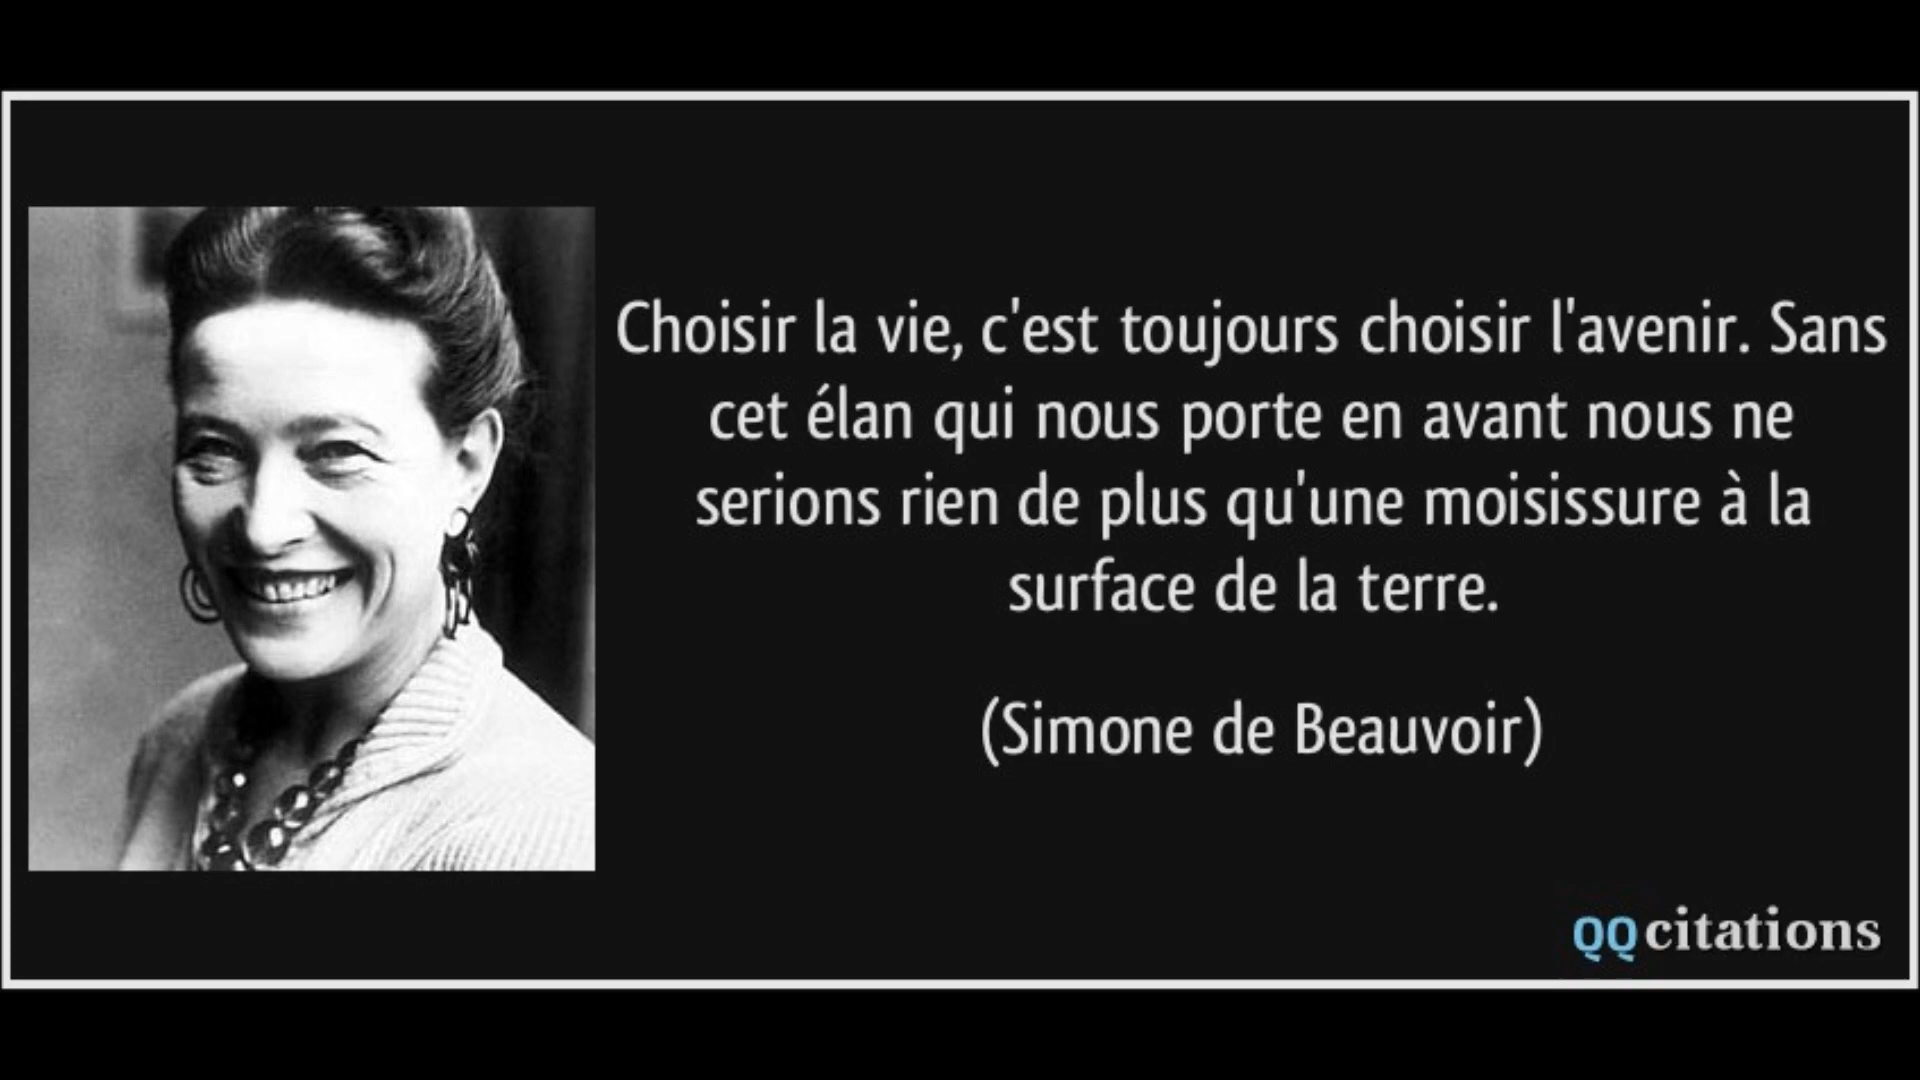 Choisir la vie, c'est toujours choisir l'avenir. Sans
cet élan qui nous porte en avant nous ne
serions rien de plus qu'une moisissure à la
surface de la terre.
(Simone de Beauvoir)
QQcitations